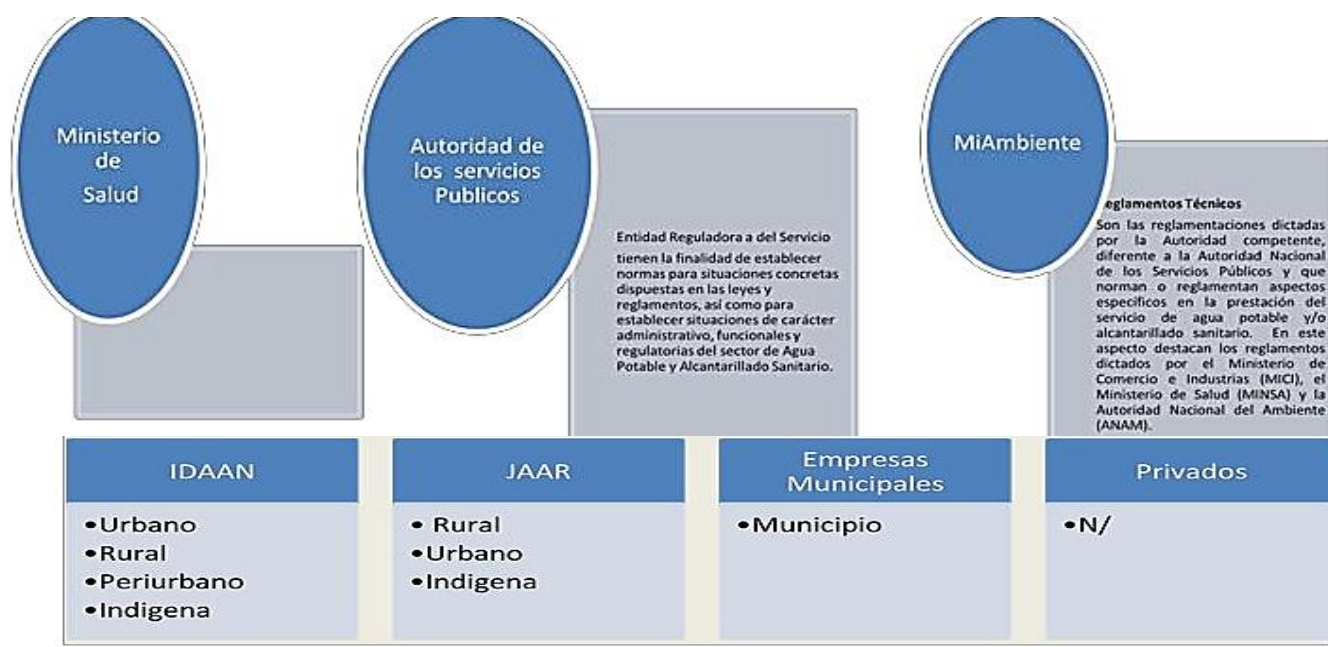 Ministerio
de
Salud
Autoridad de
los servicios
Publicos
MiAmbiente
Entidad Reguladora a del Servicio
tienen la finalidad de establecer
normas para situaciones concretas
dispuestas en las leyes y
reglamentos, así como para
establecer situaciones de carácter
administrativo, funcionales y
regulatorias del sector de Agua
Potable y Alcantarillado Sanitario.
eglamentos Técnicos
Son las reglamentaciones dictadas
por la Autoridad competente,
diferente a la Autoridad Nacional
de los Servicios Públicos y que
norman o reglamentan aspectos
específicos en la prestación del
servicio de agua potable y/o
alcantarillado sanitario. En este
aspecto destacan los reglamentos
dictados por el Ministerio de
Comercio e Industrias (MICI), el
Ministerio de Salud (MINSA) y la
Autoridad Nacional del Ambiente
(ANAM).
IDAAN
•Urbano
•Rural
•Periurbano
•Indigena
JAAR
• Rural
•Urbano
•Indigena
Empresas
Municipales
•Municipio
Privados
•N/